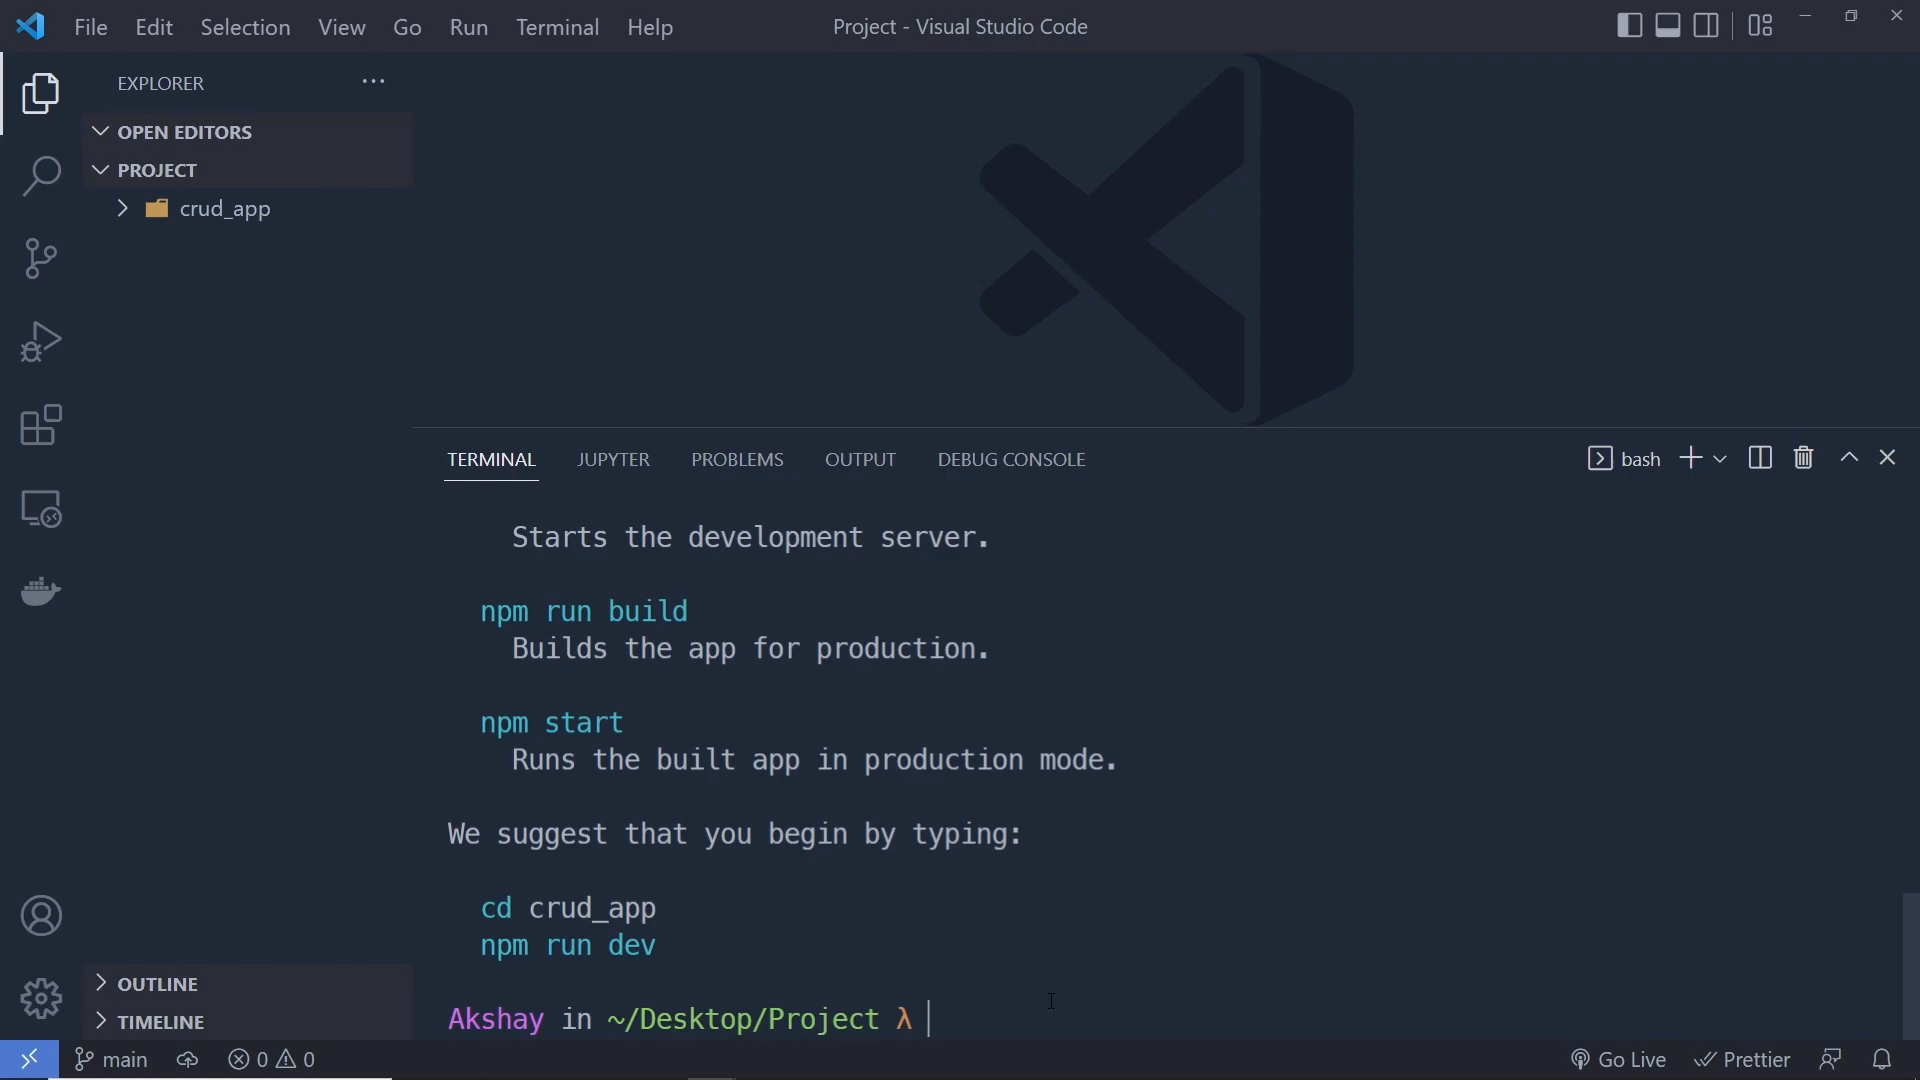 File Edit Selection View Go Run Terminal Help Project - Visual Studio Code
EXPLORER
OPEN EDITORS
PROJECT
crud_app
TERMINAL JUPYTER PROBLEMS OUTPUT DEBUG CONSOLE bash
Starts the development server.
npm run build
Builds the app for production.
npm start
Runs the built app in production mode.
We suggest that you begin by typing:
cd crud_app
npm run dev
Akshay in ~/Desktop/Project λ
OUTLINE
TIMELINE
main 0 0 Go Live Prettier